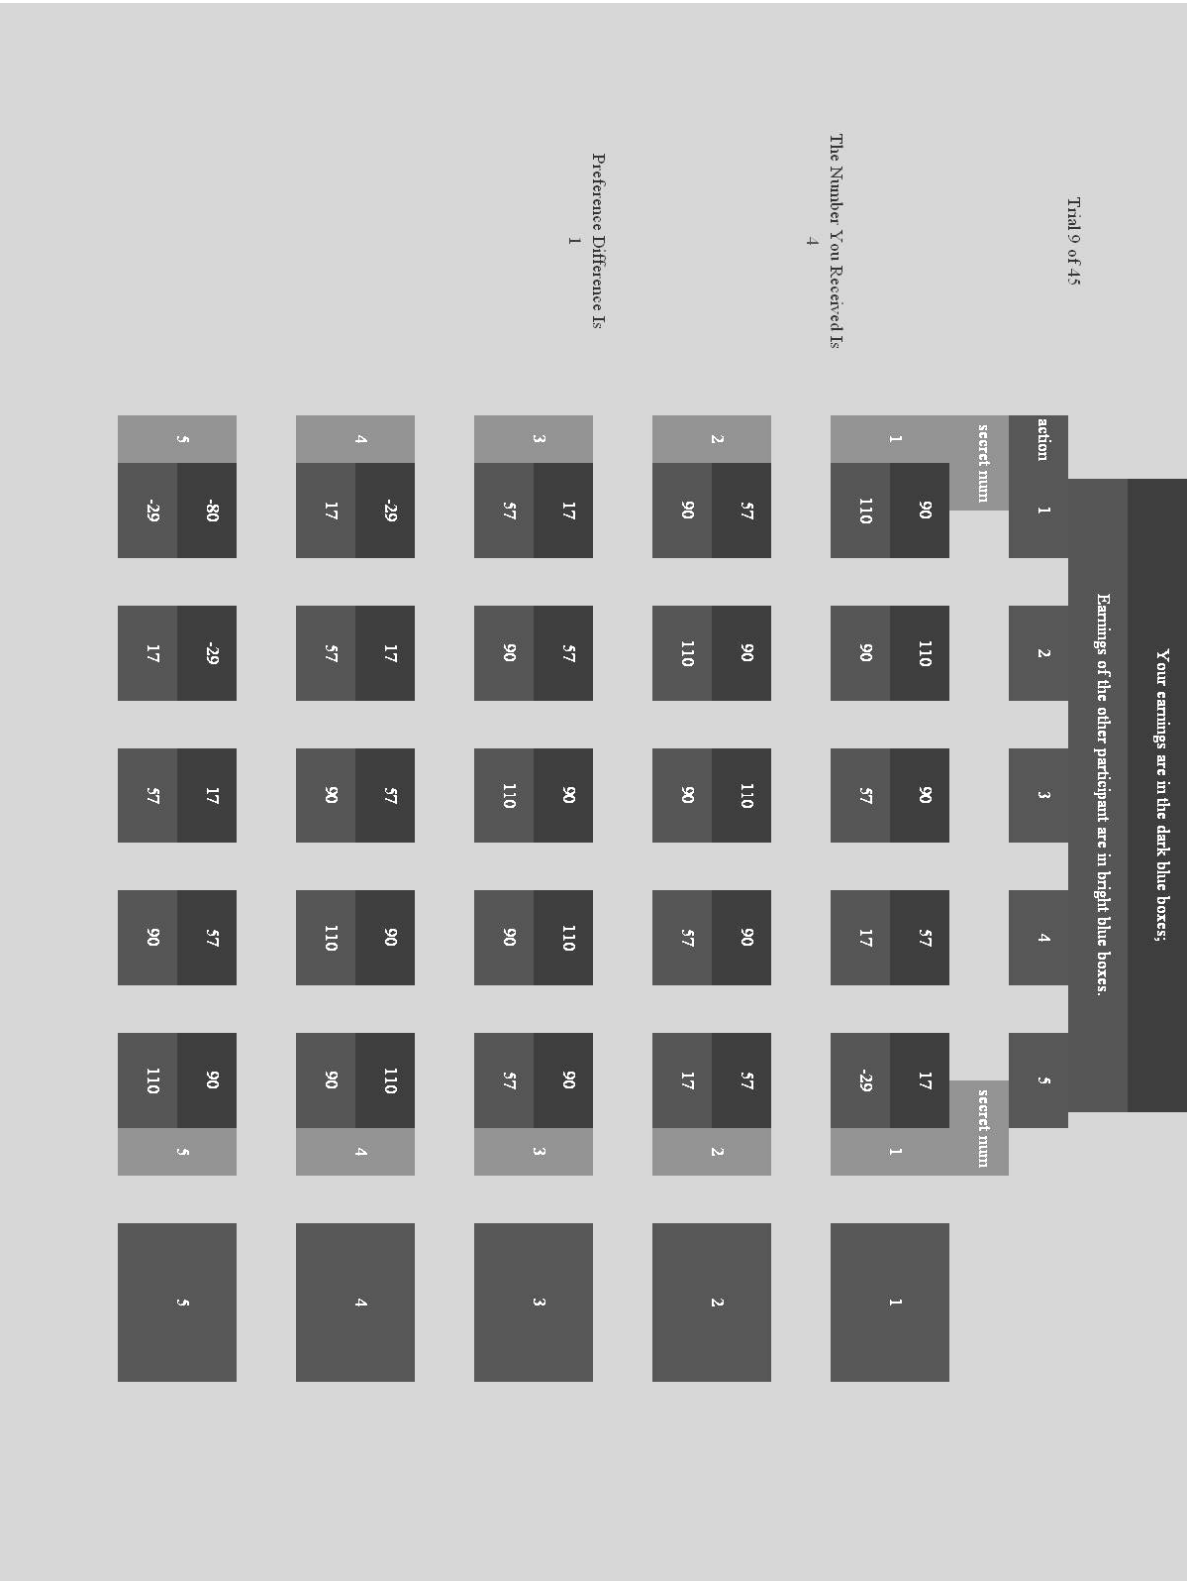 Your earnings are in the dark blue boxes;
Earnings of the other participant are in bright blue boxes.
Trial 9 of 45
action 1 2 3 4 5
secret num secret num
The Number You Received Is
4
1 90 110 90 57 17 1 1
110 90 57 17 -29
2 57 90 110 90 57 2 2
90 110 90 57 17
Preference Difference Is
1
3 17 57 90 110 90 3 3
57 90 110 90 57
4 -29 17 57 90 110 4 4
17 57 90 110 90
5 -80 -29 17 57 90 5 5
-29 17 57 90 110